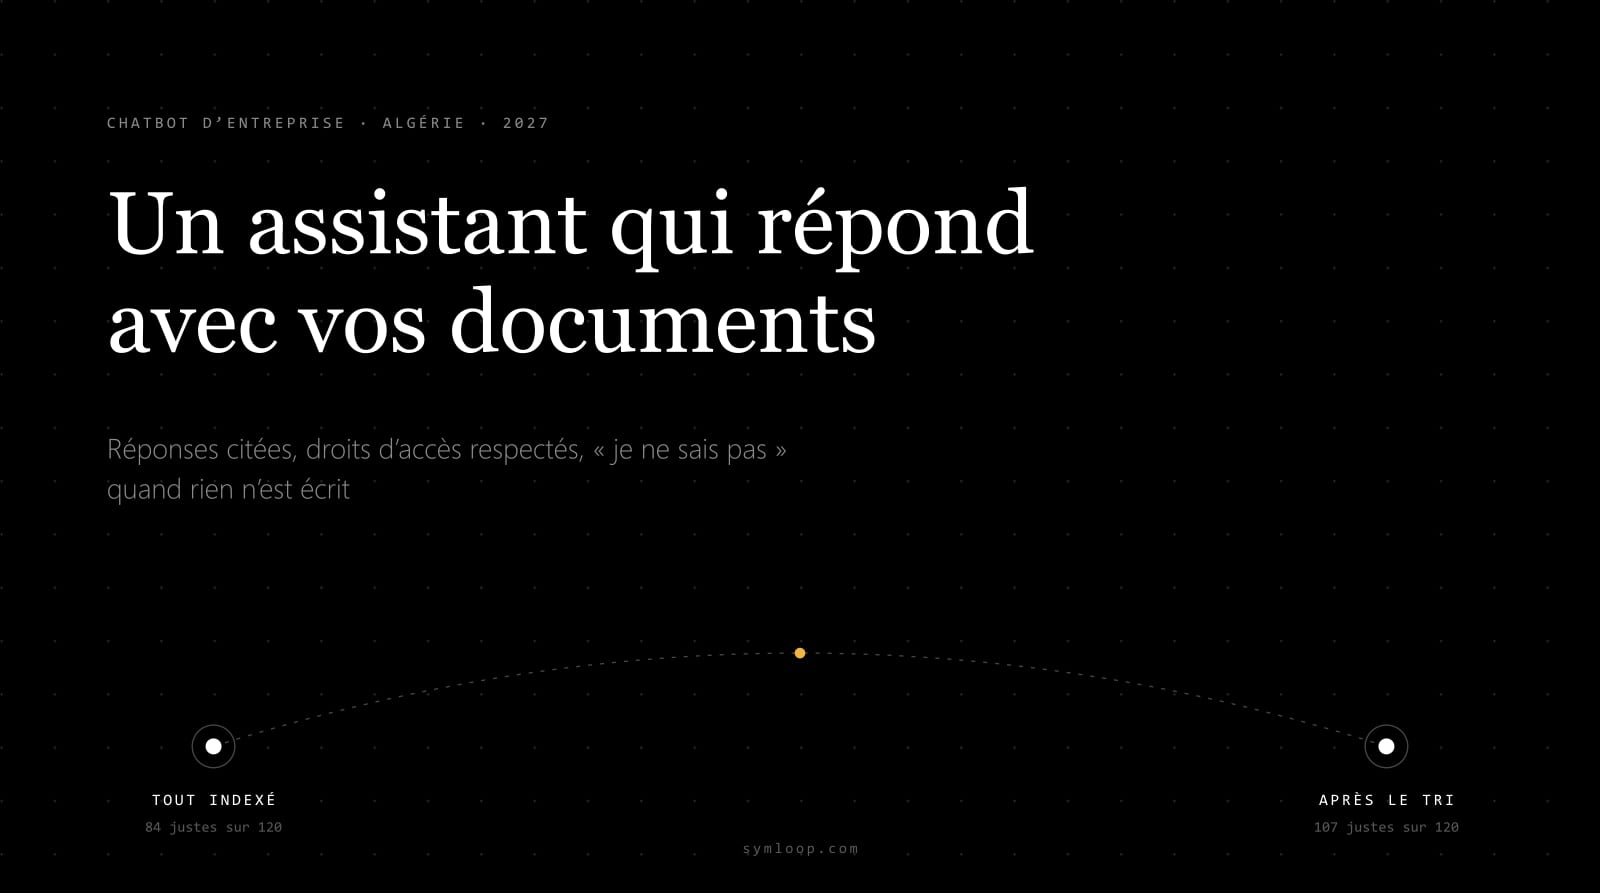 CHATBOT D’ENTREPRISE · ALGÉRIE · 2027
Un assistant qui répond
avec vos documents
Réponses citées, droits d’accès respectés, « je ne sais pas »
quand rien n’est écrit
TOUT INDEXÉ
84 justes sur 120
APRÈS LE TRI
107 justes sur 120
symloop.com